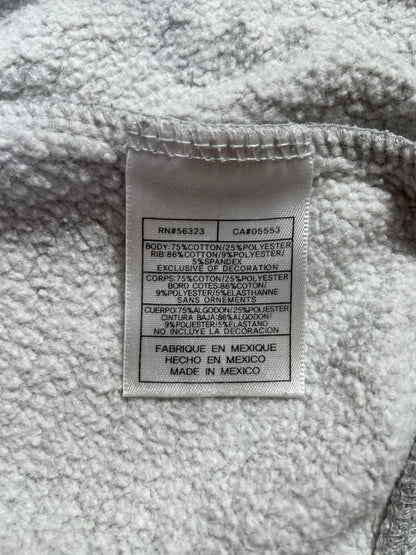 RN#56323 CA#05553
BODY:75%COTTON/25%POLYESTER
RIB:86%COTTON/9%POLYESTER/
5%SPANDEX
EXCLUSIVE OF DECORATION
CORPS:75%COTON/25%POLYESTER
BORD COTES:86%COTON/
9%POLYESTER/5%ELASTHANNE
SANS ORNEMENTS
CUERPO:75%ALGODON/25%POLIESTER
CINTURA BAJA:86%ALGODON/
9%POLIESTER/5%ELASTANO
NO INCLUYE LA DECORACION
FABRIQUE EN MEXIQUE
HECHO EN MEXICO
MADE IN MEXICO